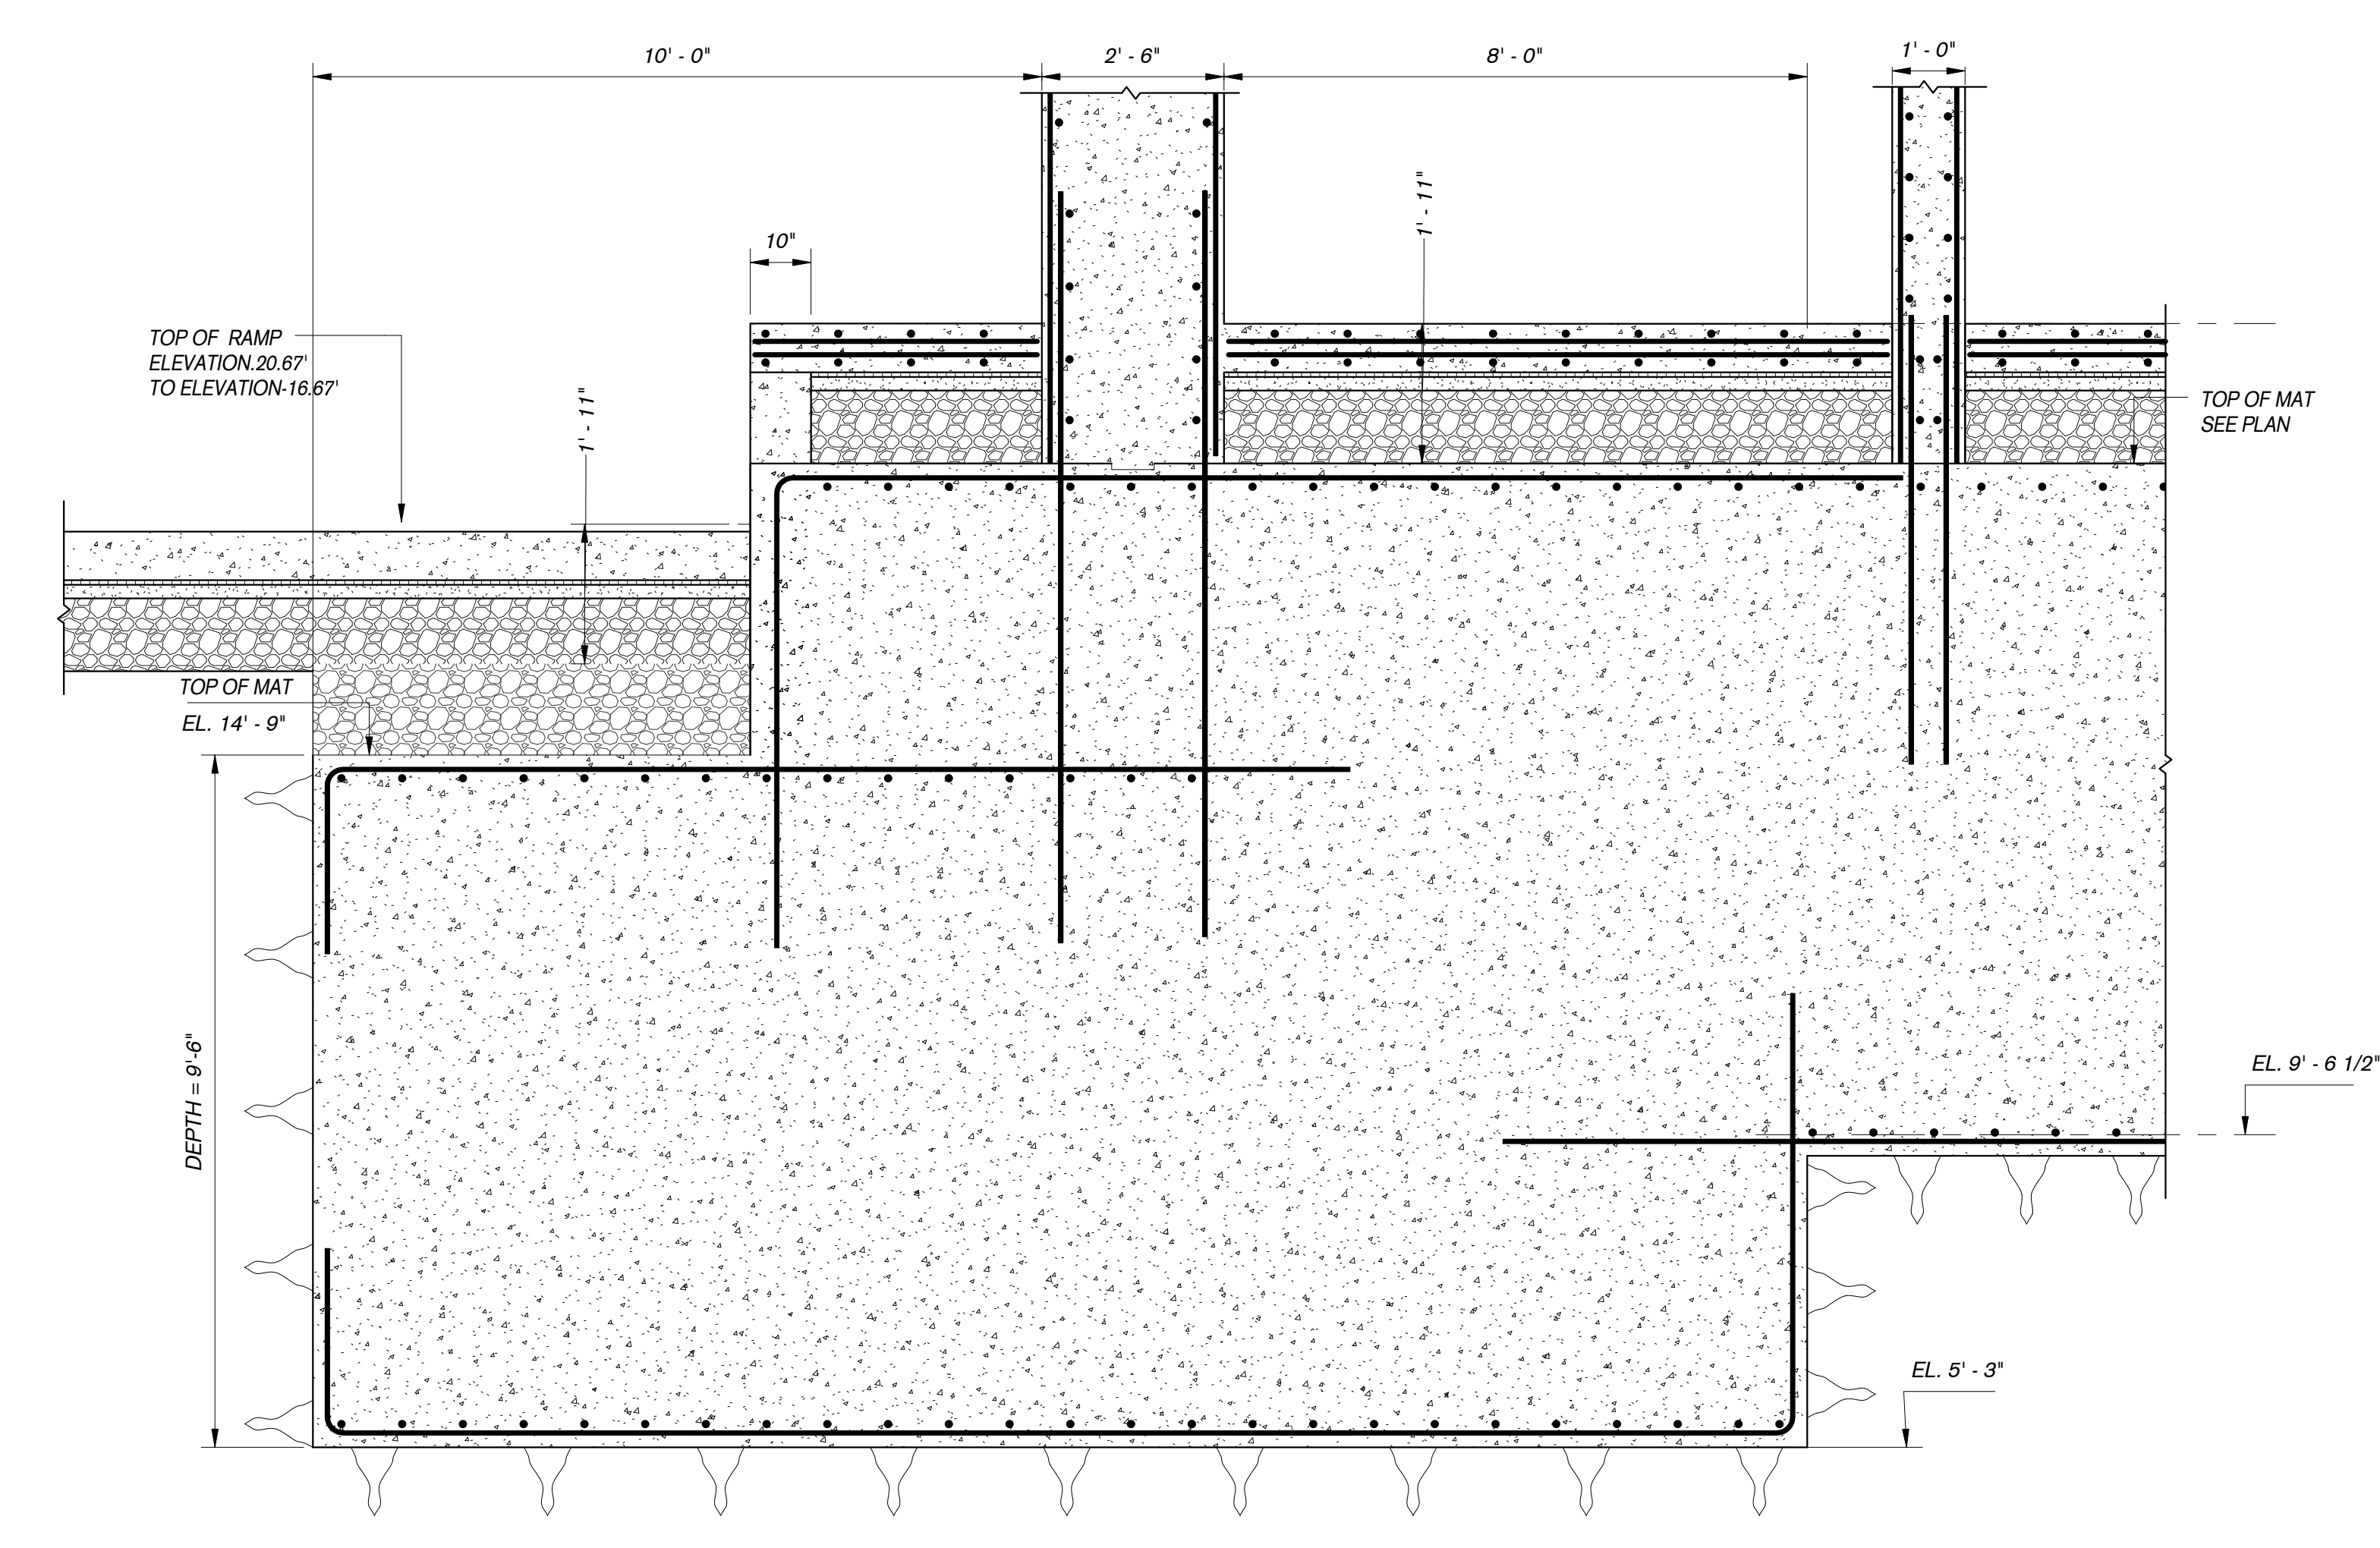 10' - 0"
2' - 6"
8' - 0"
1' - 0"
1' - 11"
10"
TOP OF RAMP
ELEVATION.20.67'
TO ELEVATION-16.67'
1' - 11"
TOP OF MAT
SEE PLAN
TOP OF MAT
EL. 14' - 9"
DEPTH = 9'-6"
EL. 9' - 6 1/2"
EL. 5' - 3"